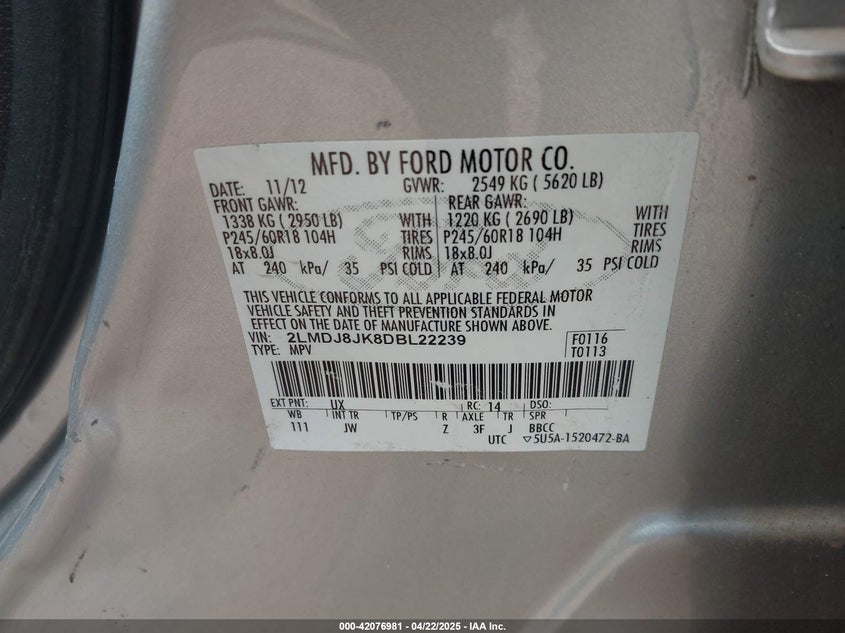 MFD. BY FORD MOTOR CO.
DATE: 11/12 GVWR: 2549 KG ( 5620 LB)
FRONT GAWR: REAR GAWR:
1338 KG ( 2950 LB) WITH 1220 KG ( 2690 LB) WITH
P245/60R18 104H TIRES P245/60R18 104H TIRES
18x8.0J RIMS 18x8.0J RIMS
AT 240 kPa/ 35 PSI COLD AT 240 kPa/ 35 PSI COLD
THIS VEHICLE CONFORMS TO ALL APPLICABLE FEDERAL MOTOR
VEHICLE SAFETY AND THEFT PREVENTION STANDARDS IN
EFFECT ON THE DATE OF MANUFACTURE SHOWN ABOVE.
VIN: 2LMDJ8JK8DBL22239 F0116
TYPE: MPV T0113
EXT PNT: UX RC: 14 DSO:
WB INT TR TP/PS R AXLE TR SPR
111 JW Z 3F J BBCC
UTC ▽5U5A-1520472-BA
000-42076981 - 04/22/2025 - IAA Inc.